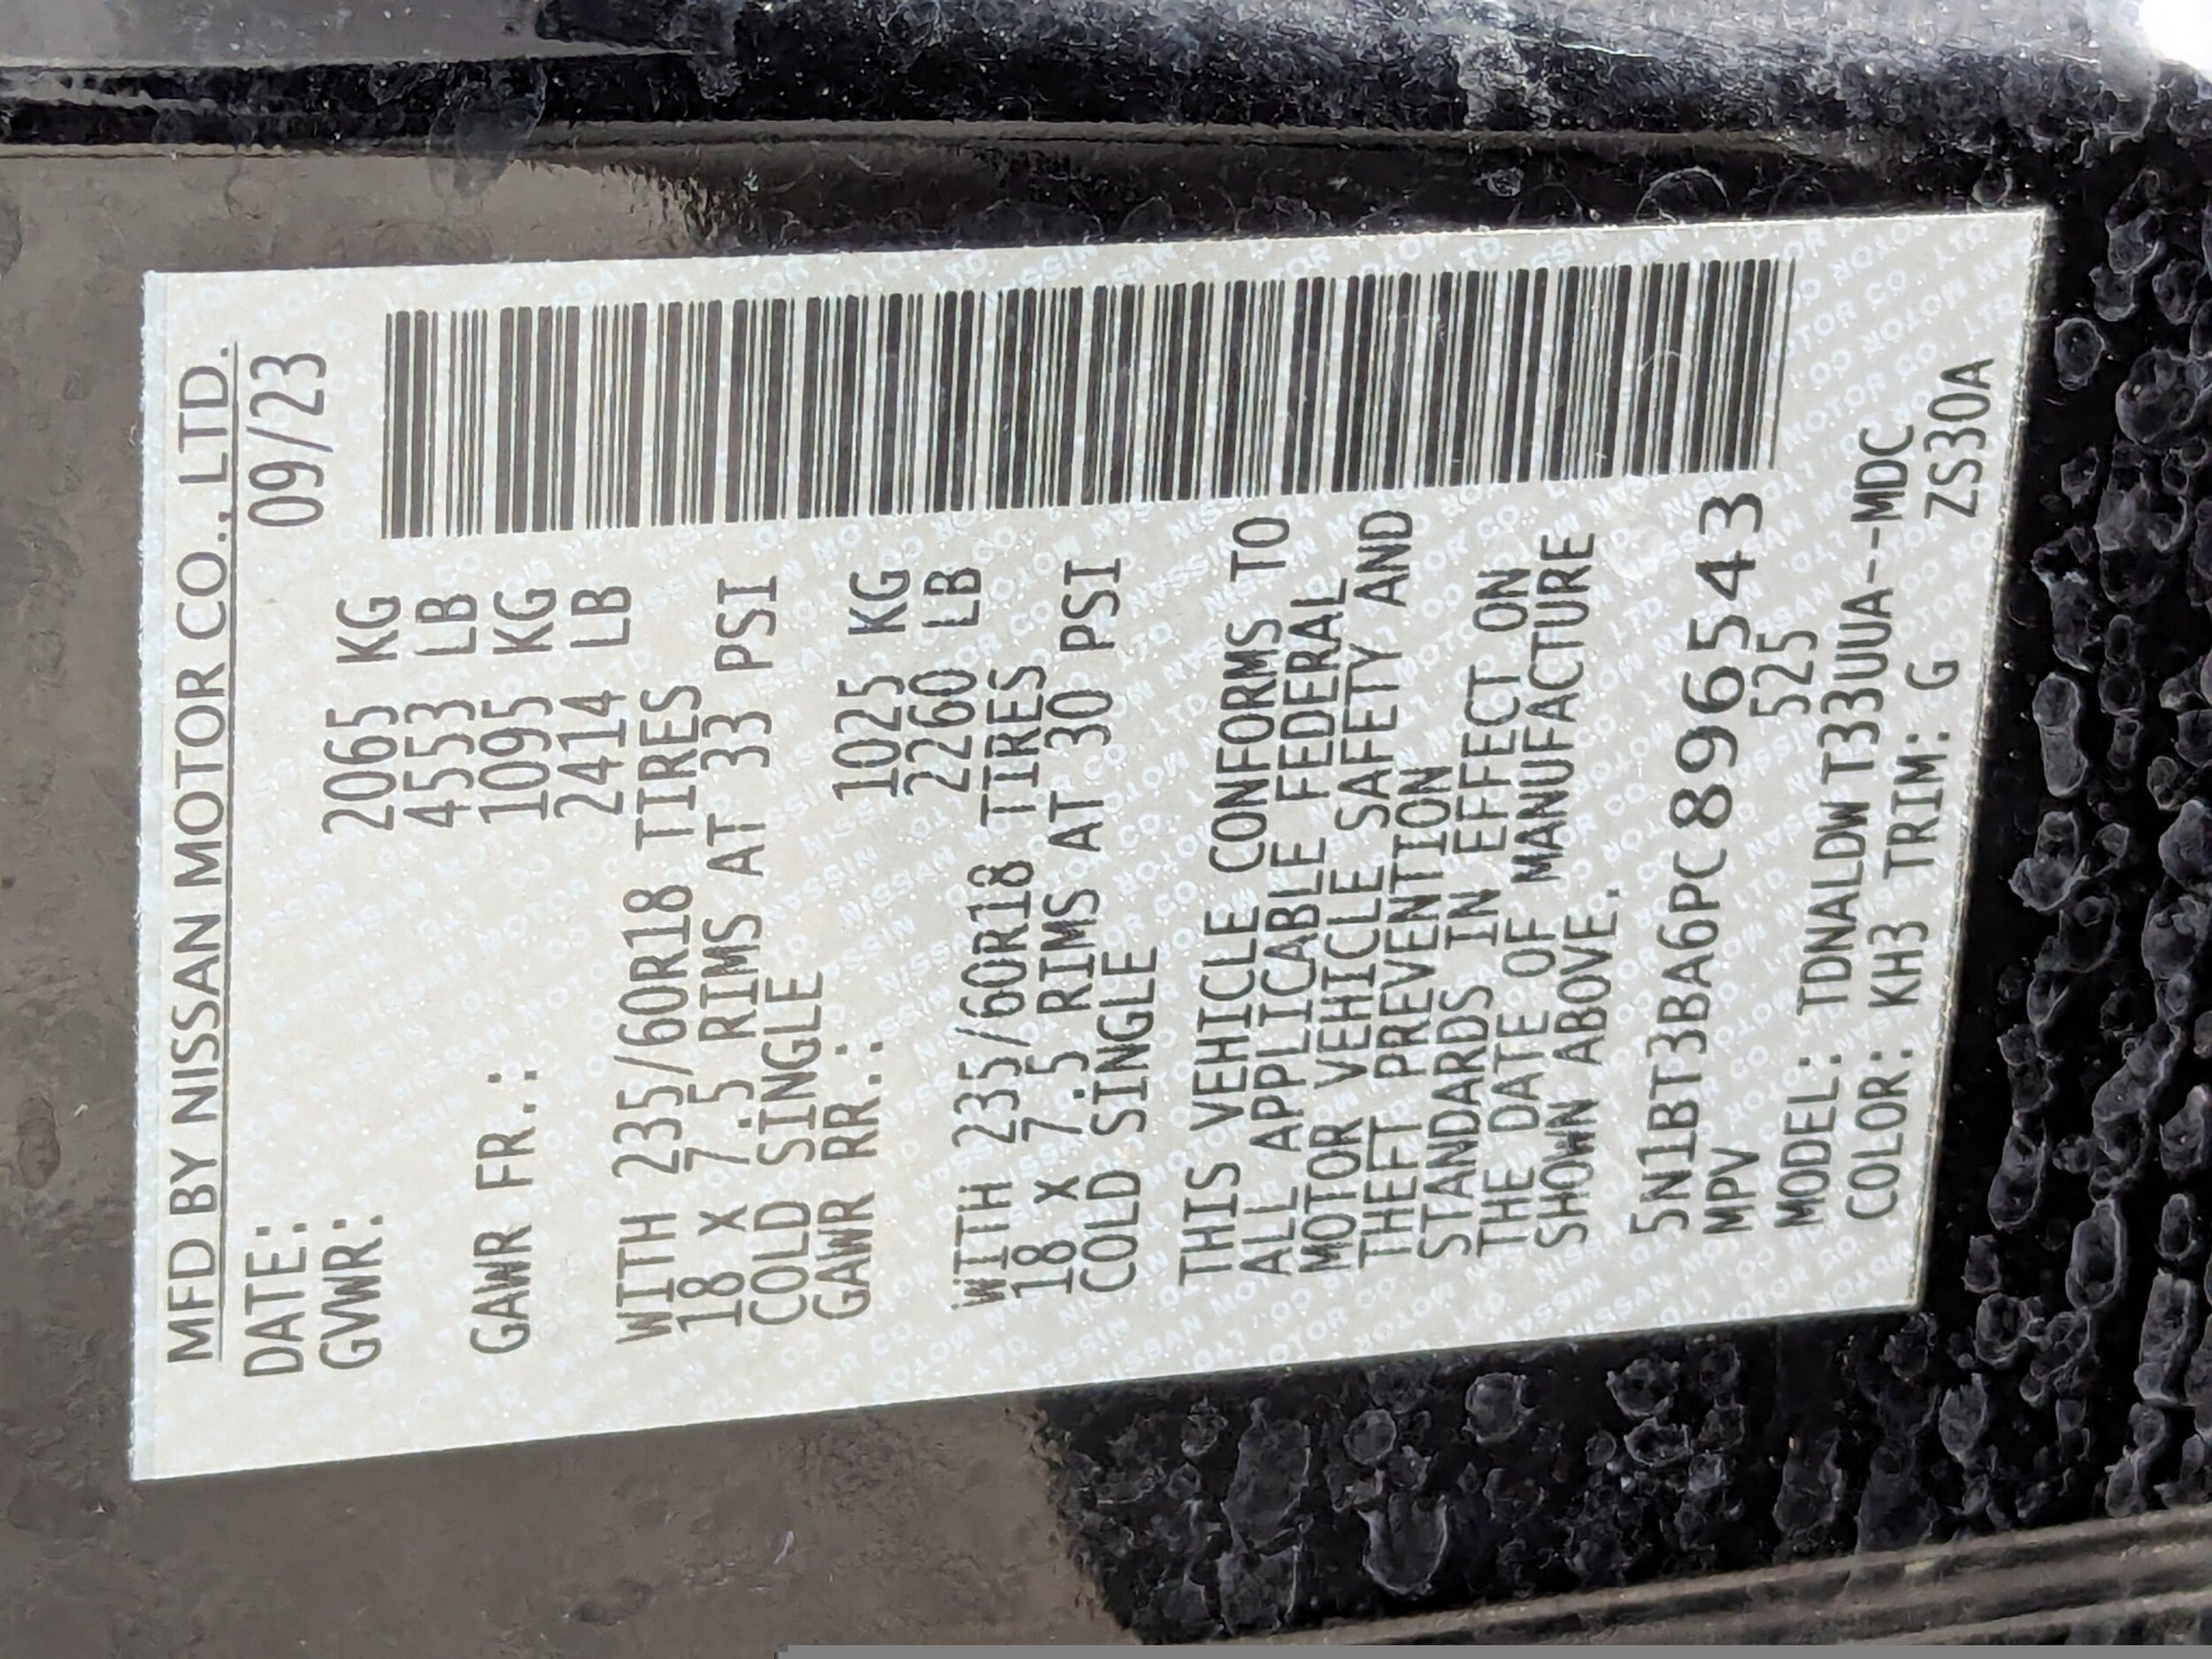 MFD BY NISSAN MOTOR CO., LTD.
DATE: 09/23
GVWR: 2065 KG
4553 LB
GAWR FR.: 1095 KG
2414 LB
WITH 235/60R18 TIRES
18 x 7.5 RIMS AT 33 PSI
COLD SINGLE
GAWR RR.: 1025 KG
2260 LB
WITH 235/60R18 TIRES
18 x 7.5 RIMS AT 30 PSI
COLD SINGLE
THIS VEHICLE CONFORMS TO
ALL APPLICABLE FEDERAL
MOTOR VEHICLE SAFETY AND
THEFT PREVENTION
STANDARDS IN EFFECT ON
THE DATE OF MANUFACTURE
SHOWN ABOVE.
5N1BT3BA6PC896543
MPV 525
MODEL: TDNALDW T33UUA--MDC
COLOR: KH3 TRIM: G ZS30A